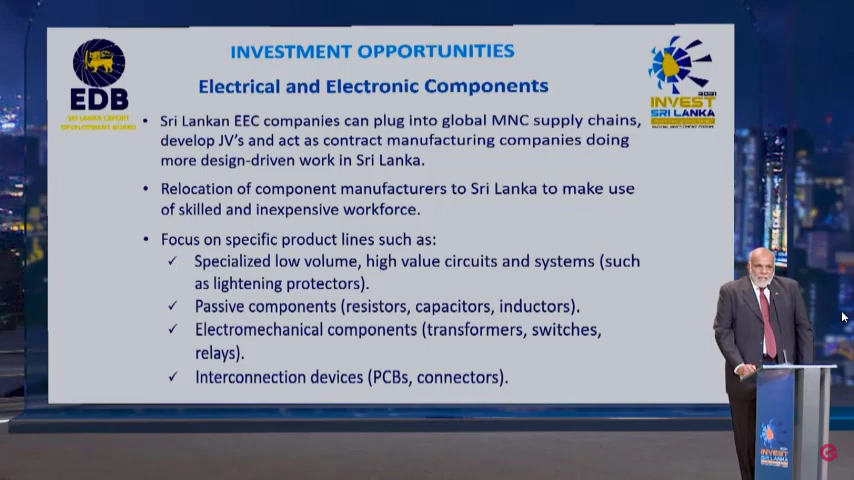 INVESTMENT OPPORTUNITIES
Electrical and Electronic Components
EDB
SRI LANKA EXPORT
DEVELOPMENT BOARD
2021
INVEST
SRI LANKA
• Sri Lankan EEC companies can plug into global MNC supply chains,
develop JV's and act as contract manufacturing companies doing
more design-driven work in Sri Lanka.
• Relocation of component manufacturers to Sri Lanka to make use
of skilled and inexpensive workforce.
• Focus on specific product lines such as:
✓ Specialized low volume, high value circuits and systems (such
as lightening protectors).
✓ Passive components (resistors, capacitors, inductors).
✓ Electromechanical components (transformers, switches,
relays).
✓ Interconnection devices (PCBs, connectors).
INVEST
SRI LANKA